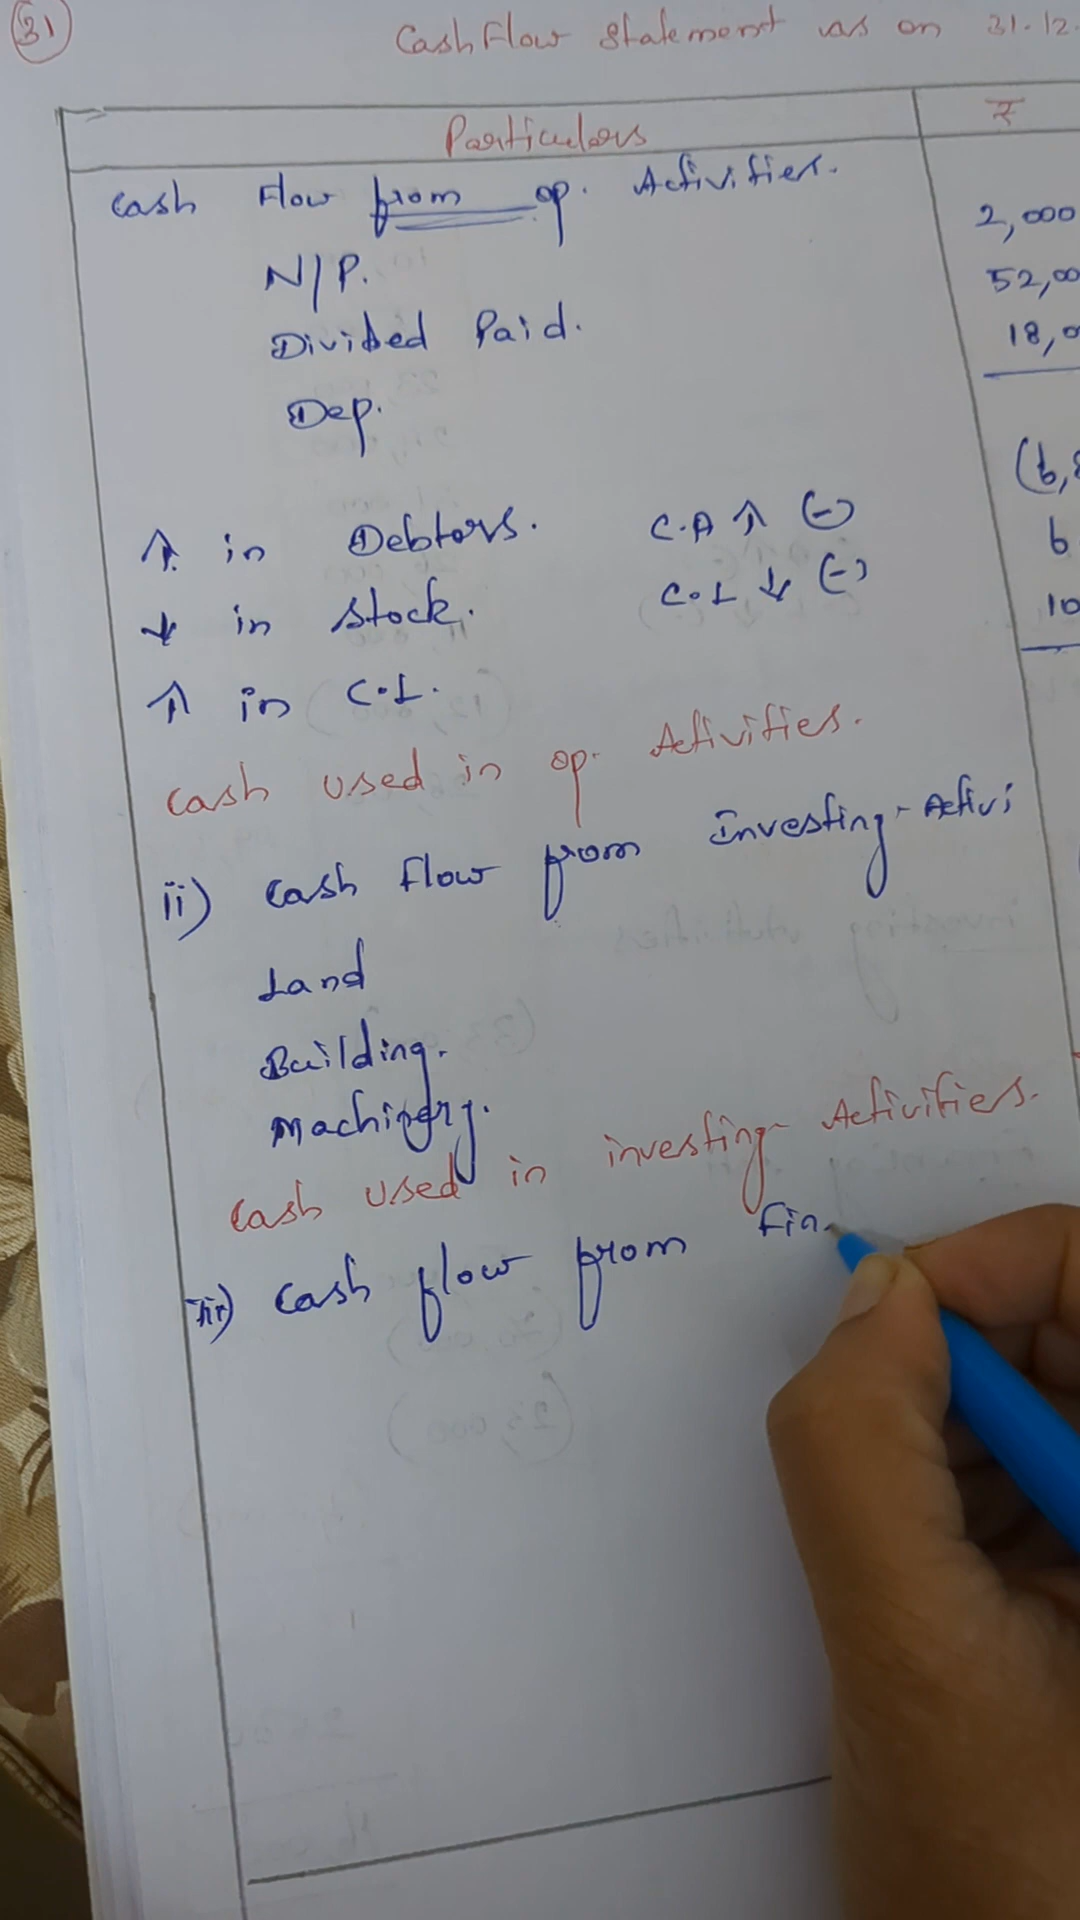 31
Cash Flow Statement as on 31.12.
Particulars ₹
Cash Flow from op. Activities.
N/P. 2,000
Divided Paid. 52,00
Dep. 18,0
↑ in Debtors. C.A ↑ (-) (6,8
↓ in Stock. C.L ↓ (-) 6
↑ in C.L. 10
Cash used in op. Activities.
ii) Cash flow from Investing Activi
Land
Building.
Machinery.
Cash used in investing Activities.
iii) Cash flow from Fin